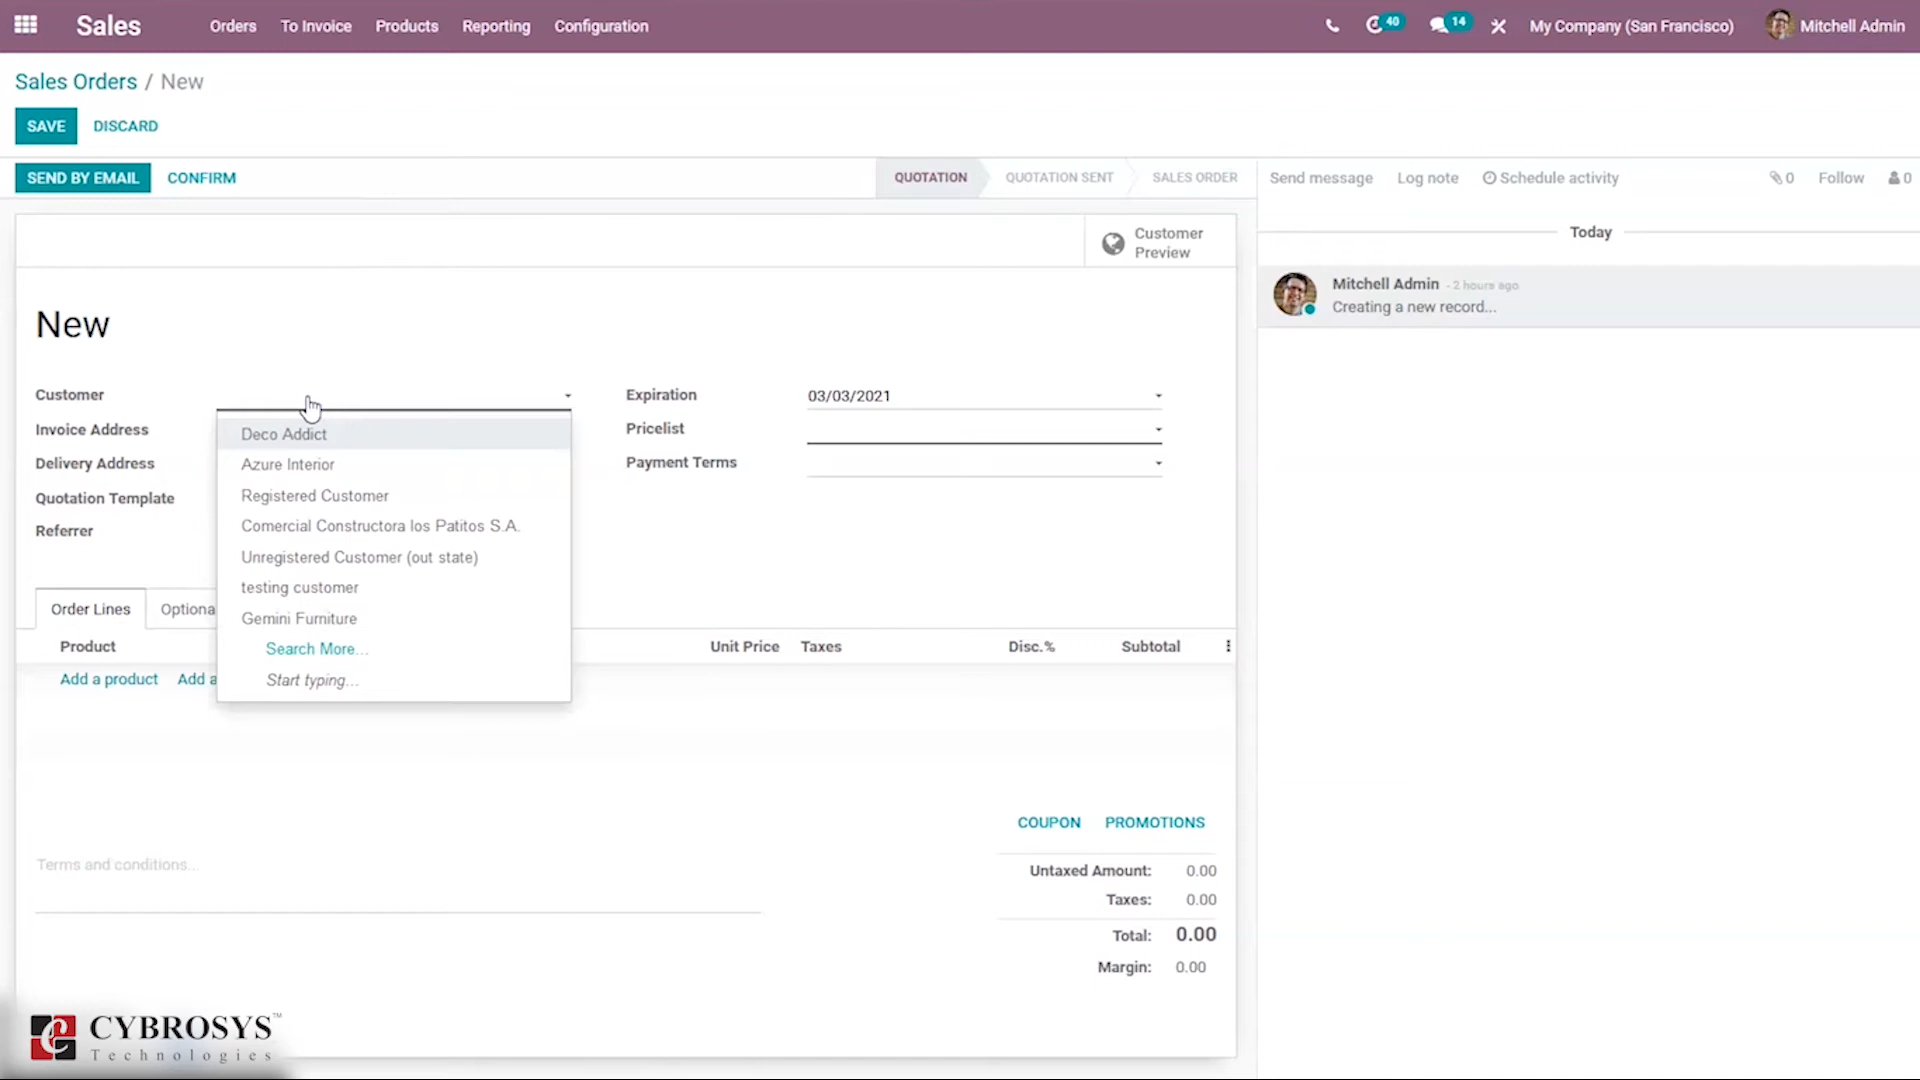 Sales Orders To Invoice Products Reporting Configuration 40 14 My Company (San Francisco) Mitchell Admin
Sales Orders / New
SAVE DISCARD
SEND BY EMAIL CONFIRM QUOTATION QUOTATION SENT SALES ORDER Send message Log note Schedule activity 0 Follow 0
Customer
Preview
Today
Mitchell Admin - 2 hours ago
Creating a new record...
New
Customer Expiration 03/03/2021
Invoice Address Deco Addict Pricelist
Delivery Address Azure Interior Payment Terms
Quotation Template Registered Customer
Referrer Comercial Constructora los Patitos S.A.
Unregistered Customer (out state)
testing customer
Order Lines Optiona Gemini Furniture
Product Search More... Unit Price Taxes Disc.% Subtotal
Add a product Add a Start typing...
COUPON PROMOTIONS
Terms and conditions...
Untaxed Amount: 0.00
Taxes: 0.00
Total: 0.00
Margin: 0.00
CYBROSYS™
Technologies